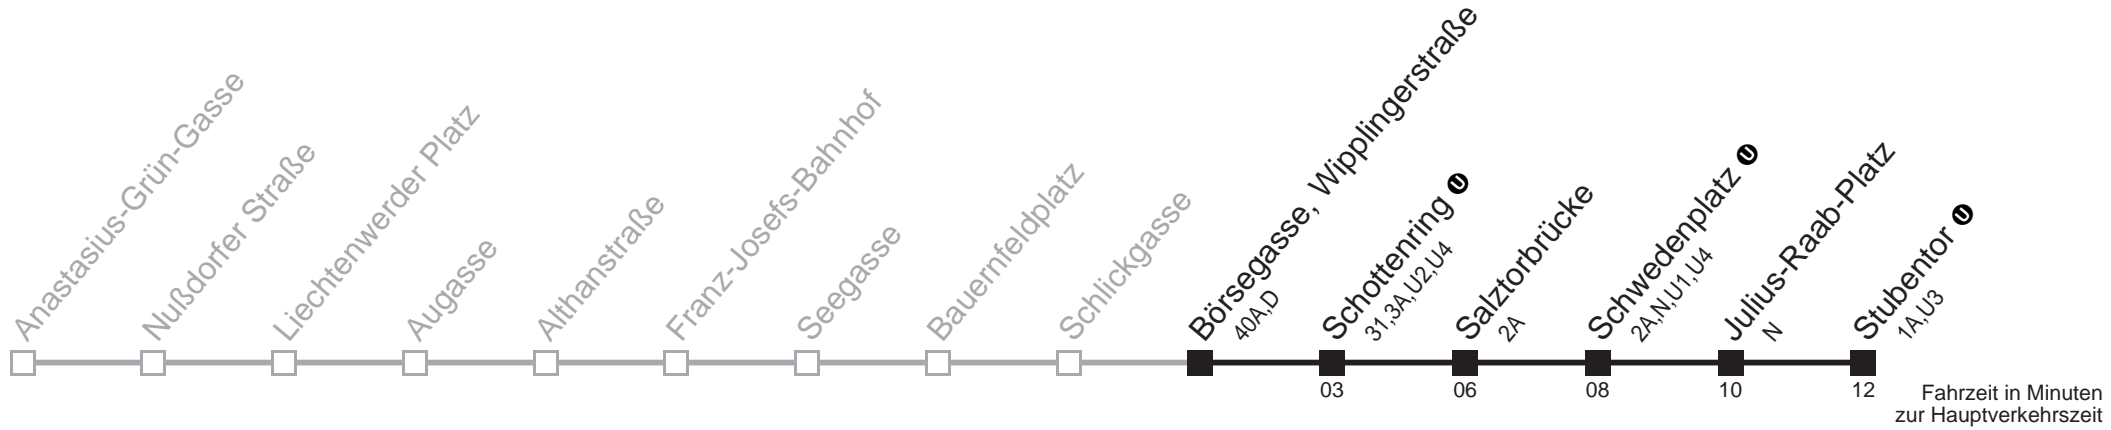 Anastasius-Grün-Gasse
Nußdorfer Straße
Liechtenwerder Platz
Augasse
Althanstraße
Franz-Josefs-Bahnhof
Seegasse
Bauernfeldplatz
Schlickgasse
Börsegasse, Wipplingerstraße
40A,D
Schottenring U
31,3A,U2,U4
Salztorbrücke
2A
Schwedenplatz U
2A,N,U1,U4
Julius-Raab-Platz
N
Stubentor U
1A,U3
03
06
08
10
12
Fahrzeit in Minuten
zur Hauptverkehrszeit